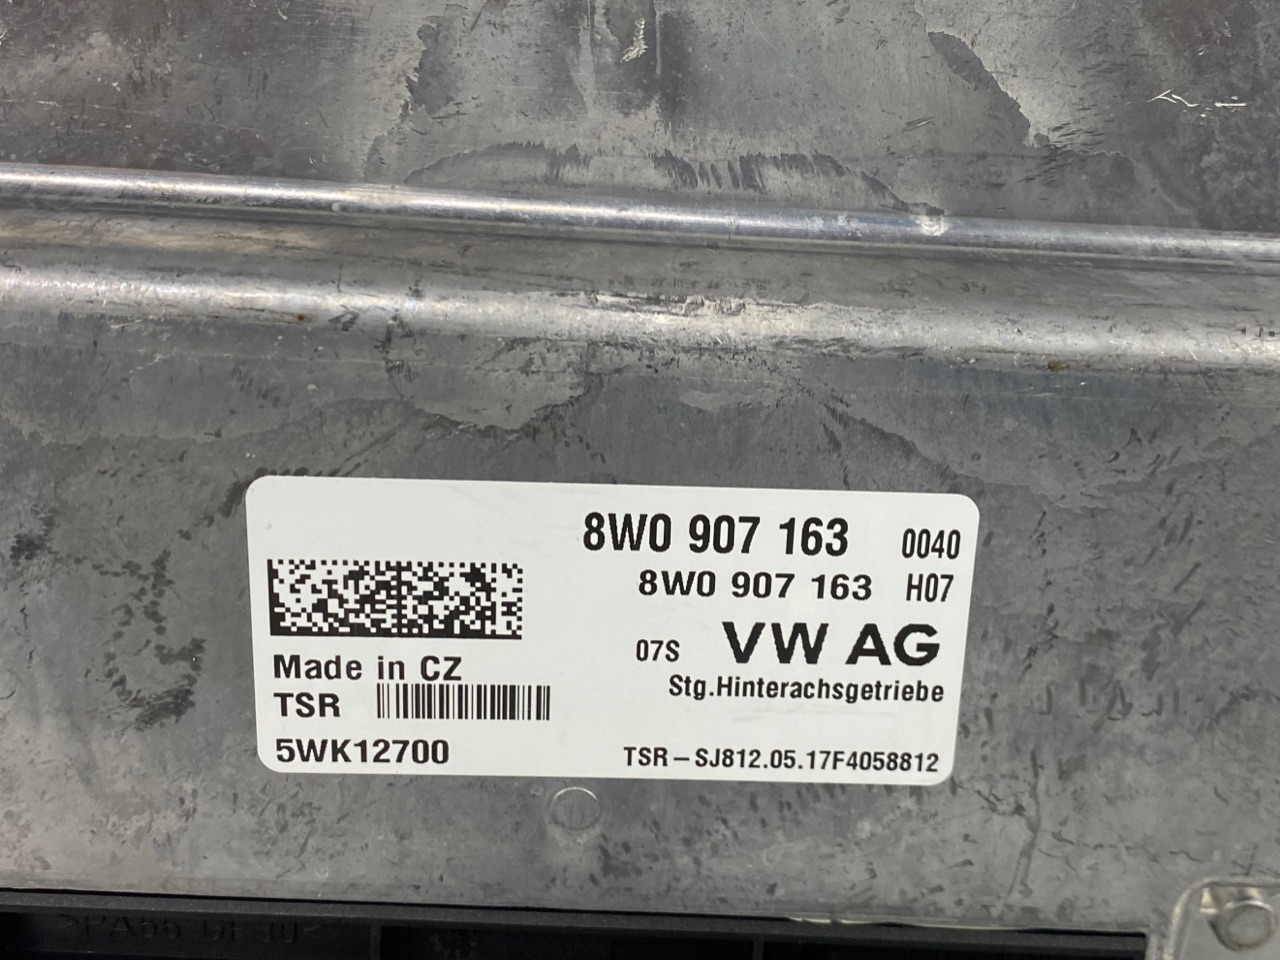 8W0 907 163 0040
8W0 907 163 H07
07S VW AG
Stg.Hinterachsgetriebe
Made in CZ
TSR
5WK12700
TSR-SJ812.05.17F4058812